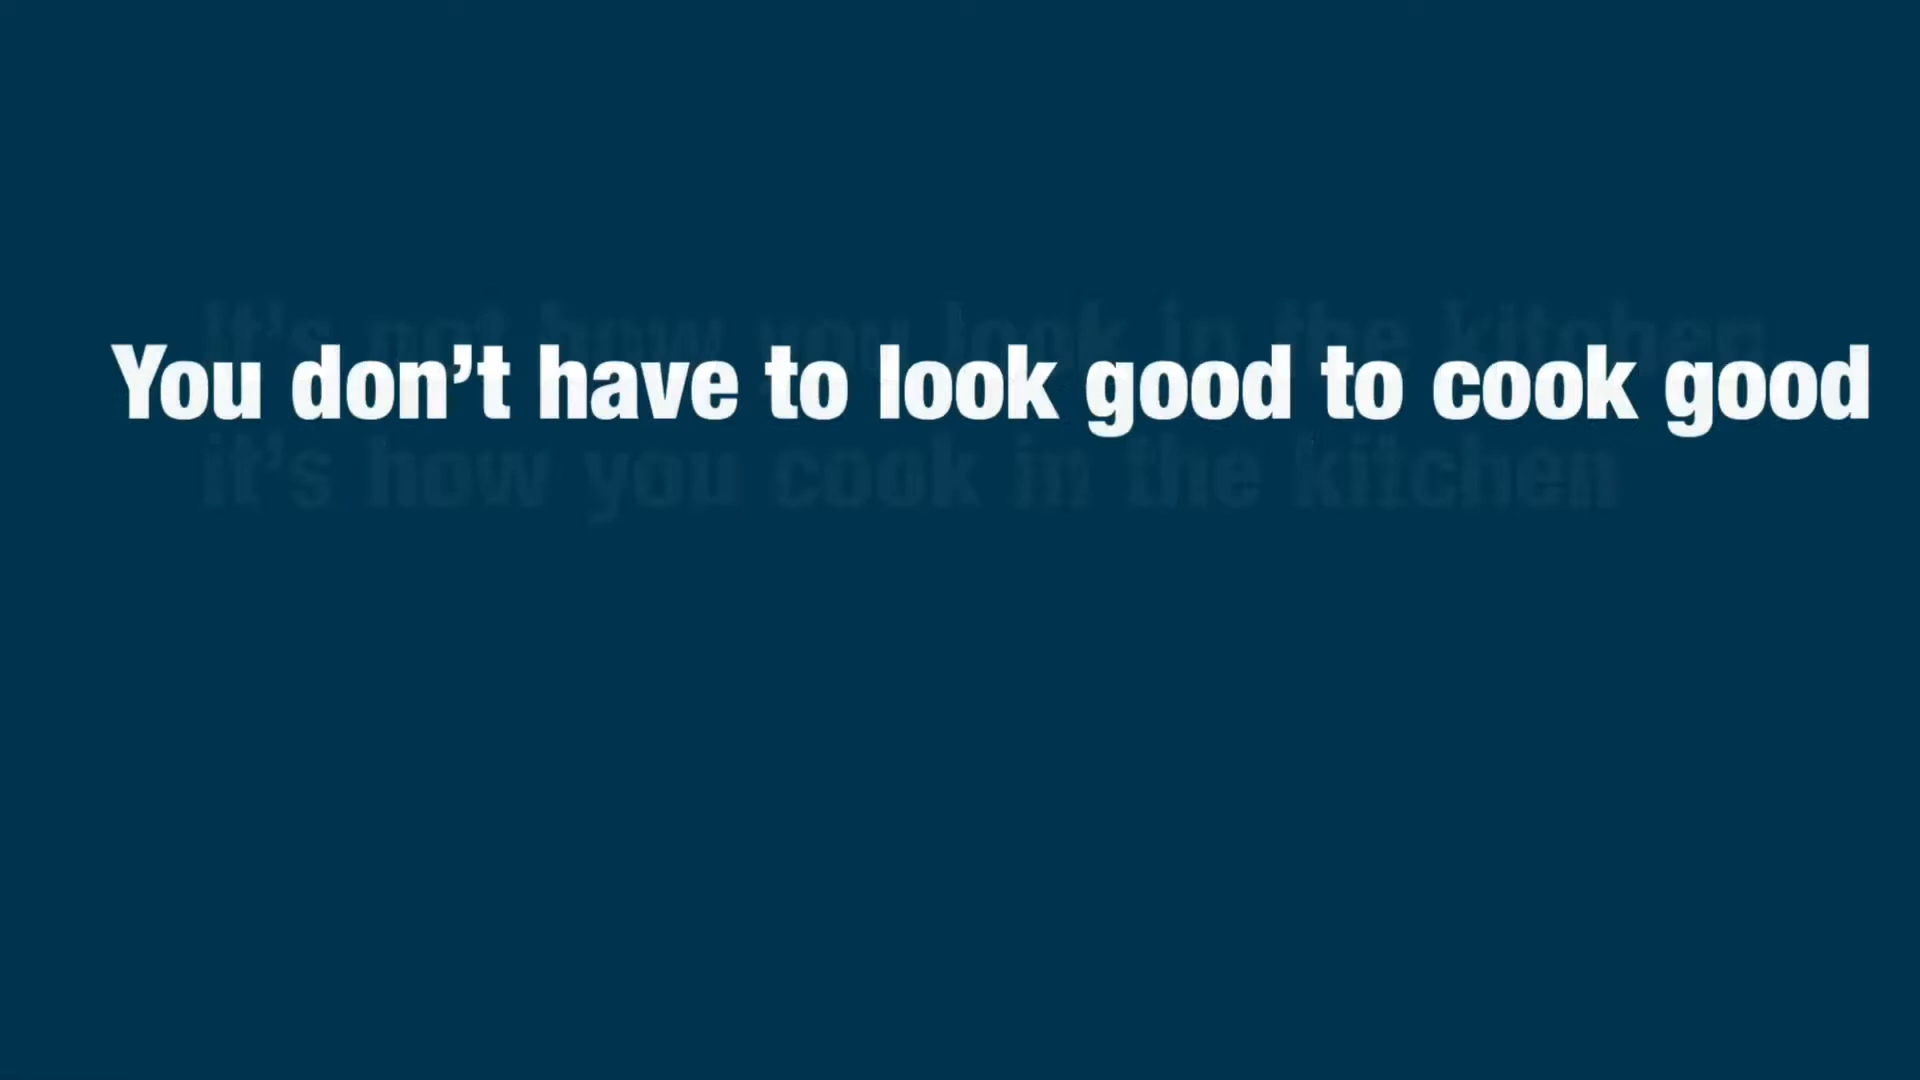 It's not how you look in the kitchen
You don’t have to look good to cook good
it's how you cook in the kitchen